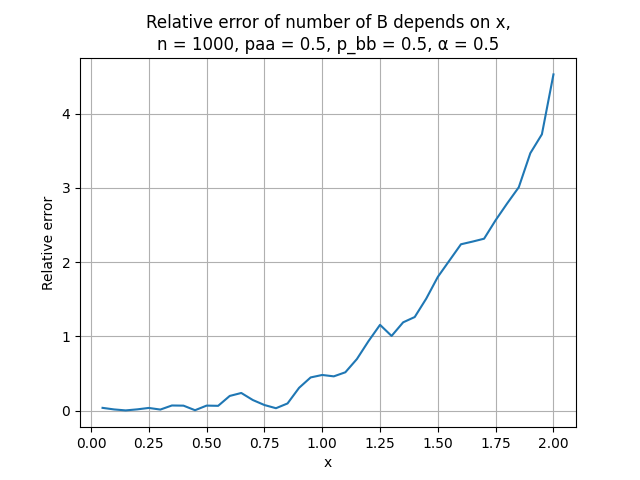 Relative error of number of B depends on x,
n = 1000, paa = 0.5, p_bb = 0.5, α = 0.5
4
3
2
1
0
Relative error
0.00 0.25 0.50 0.75 1.00 1.25 1.50 1.75 2.00
x